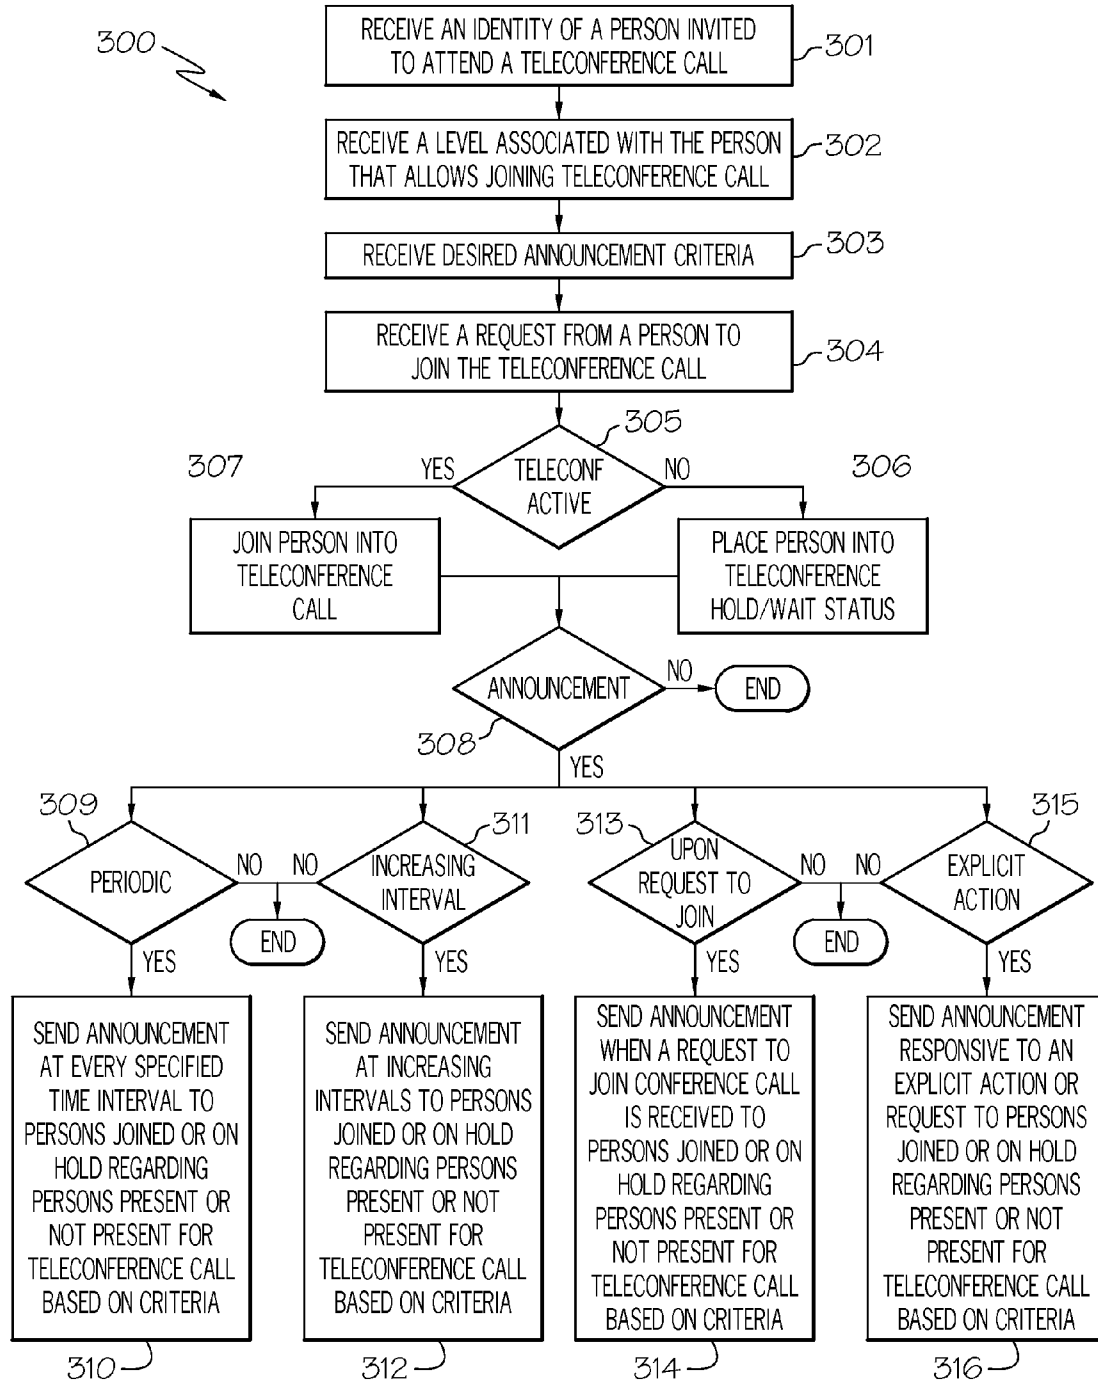 300
RECEIVE AN IDENTITY OF A PERSON INVITED
TO ATTEND A TELECONFERENCE CALL
301
RECEIVE A LEVEL ASSOCIATED WITH THE PERSON
THAT ALLOWS JOINING TELECONFERENCE CALL
302
RECEIVE DESIRED ANNOUNCEMENT CRITERIA
303
RECEIVE A REQUEST FROM A PERSON TO
JOIN THE TELECONFERENCE CALL
304
305
TELECONF
ACTIVE
YES
NO
307
JOIN PERSON INTO
TELECONFERENCE
CALL
306
PLACE PERSON INTO
TELECONFERENCE
HOLD/WAIT STATUS
ANNOUNCEMENT
308
NO
END
YES
309
PERIODIC
NO
YES
311
INCREASING
INTERVAL
NO
YES
END
313
UPON
REQUEST TO
JOIN
NO
YES
315
EXPLICIT
ACTION
NO
YES
END
SEND ANNOUNCEMENT
AT EVERY SPECIFIED
TIME INTERVAL TO
PERSONS JOINED OR ON
HOLD REGARDING
PERSONS PRESENT OR
NOT PRESENT FOR
TELECONFERENCE CALL
BASED ON CRITERIA
310
SEND ANNOUNCEMENT
AT INCREASING
INTERVALS TO PERSONS
JOINED OR ON HOLD
REGARDING PERSONS
PRESENT OR NOT
PRESENT FOR
TELECONFERENCE CALL
BASED ON CRITERIA
312
SEND ANNOUNCEMENT
WHEN A REQUEST TO
JOIN CONFERENCE CALL
IS RECEIVED TO
PERSONS JOINED OR ON
HOLD REGARDING
PERSONS PRESENT OR
NOT PRESENT FOR
TELECONFERENCE CALL
BASED ON CRITERIA
314
SEND ANNOUNCEMENT
RESPONSIVE TO AN
EXPLICIT ACTION OR
REQUEST TO PERSONS
JOINED OR ON HOLD
REGARDING PERSONS
PRESENT OR NOT
PRESENT FOR
TELECONFERENCE CALL
BASED ON CRITERIA
316